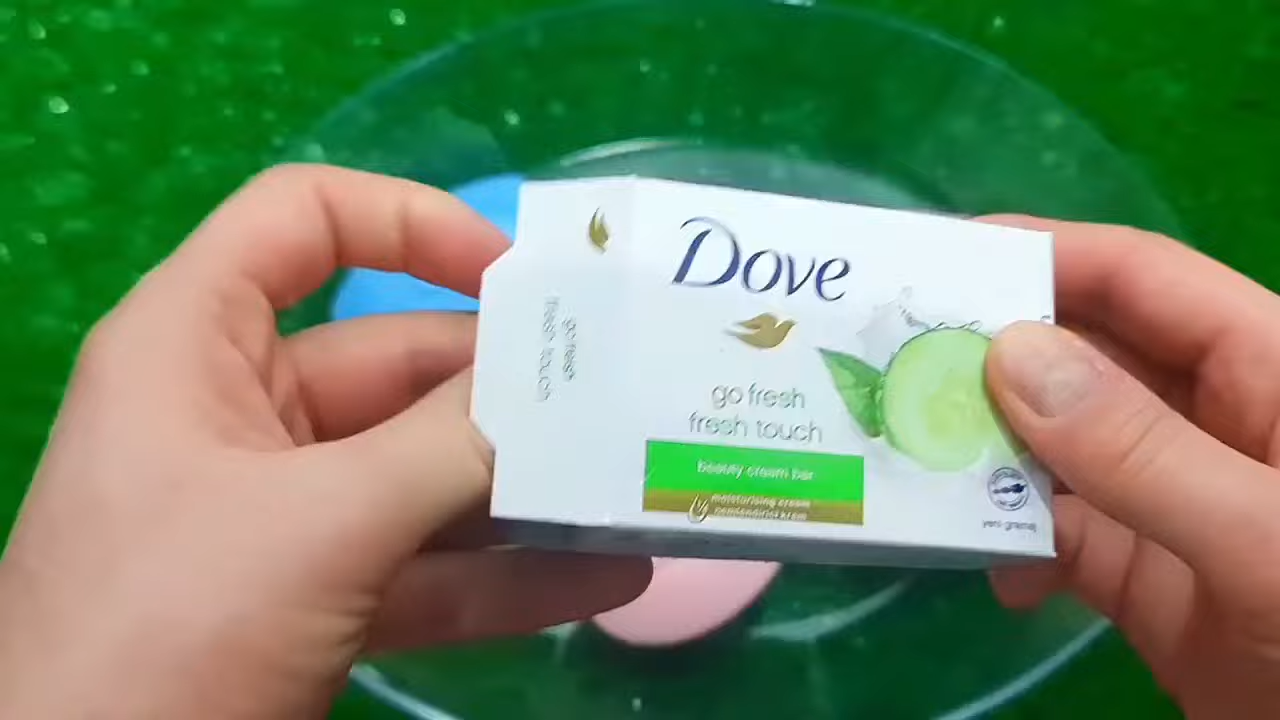 Dove
go fresh
fresh touch
beauty cream bar
moisturising cream
nemlendirici krem
yeni gramaj
go fresh
fresh touch